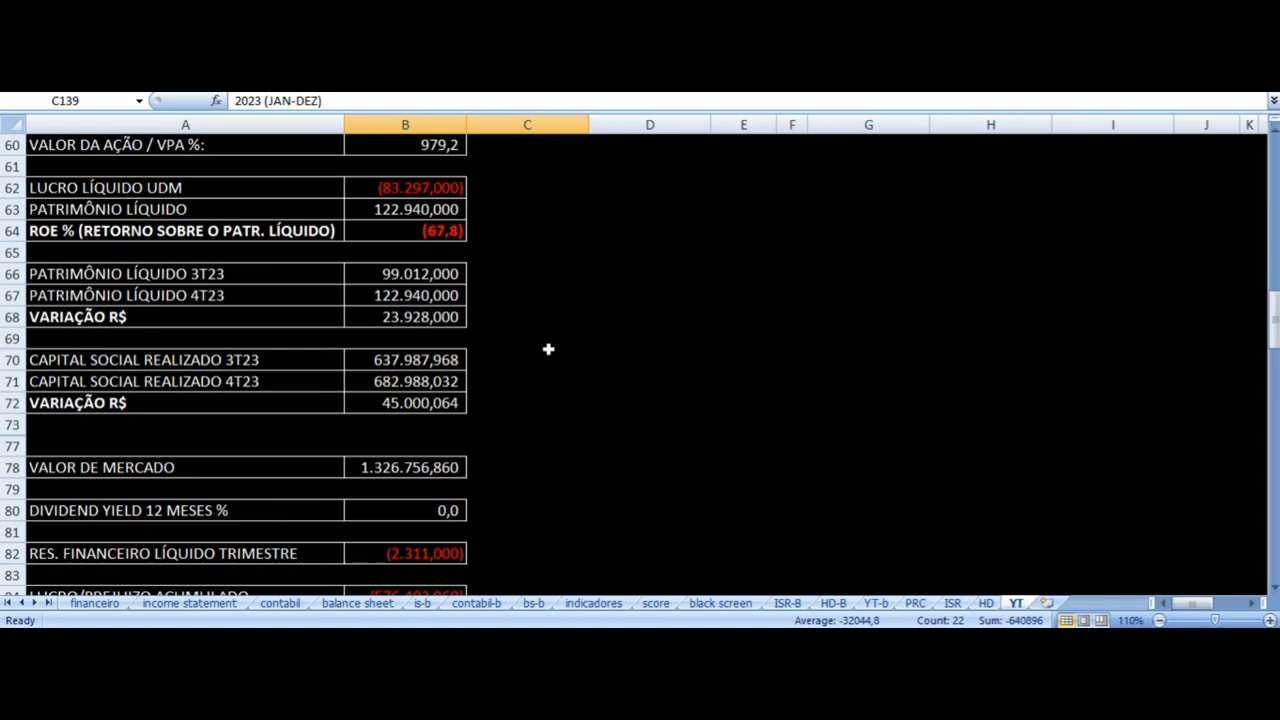 C139 fx 2023 (JAN-DEZ)
A B C D E F G H I J K
60 VALOR DA AÇÃO / VPA %: 979,2
61
62 LUCRO LÍQUIDO UDM (83.297,000)
63 PATRIMÔNIO LÍQUIDO 122.940,000
64 ROE % (RETORNO SOBRE O PATR. LÍQUIDO) (67,8)
65
66 PATRIMÔNIO LÍQUIDO 3T23 99.012,000
67 PATRIMÔNIO LÍQUIDO 4T23 122.940,000
68 VARIAÇÃO R$ 23.928,000
69
70 CAPITAL SOCIAL REALIZADO 3T23 637.987,968
71 CAPITAL SOCIAL REALIZADO 4T23 682.988,032
72 VARIAÇÃO R$ 45.000,064
73
77
78 VALOR DE MERCADO 1.326.756,860
79
80 DIVIDEND YIELD 12 MESES % 0,0
81
82 RES. FINANCEIRO LÍQUIDO TRIMESTRE (2.311,000)
83
84 LUCRO/PREJUIZO ACUMULADO
financeiro income statement contabil balance sheet is-b contabil-b bs-b indicadores score black screen ISR-B HD-B YT-b PRC ISR HD YT
Ready Average: -32044,8 Count: 22 Sum: -640896 110%